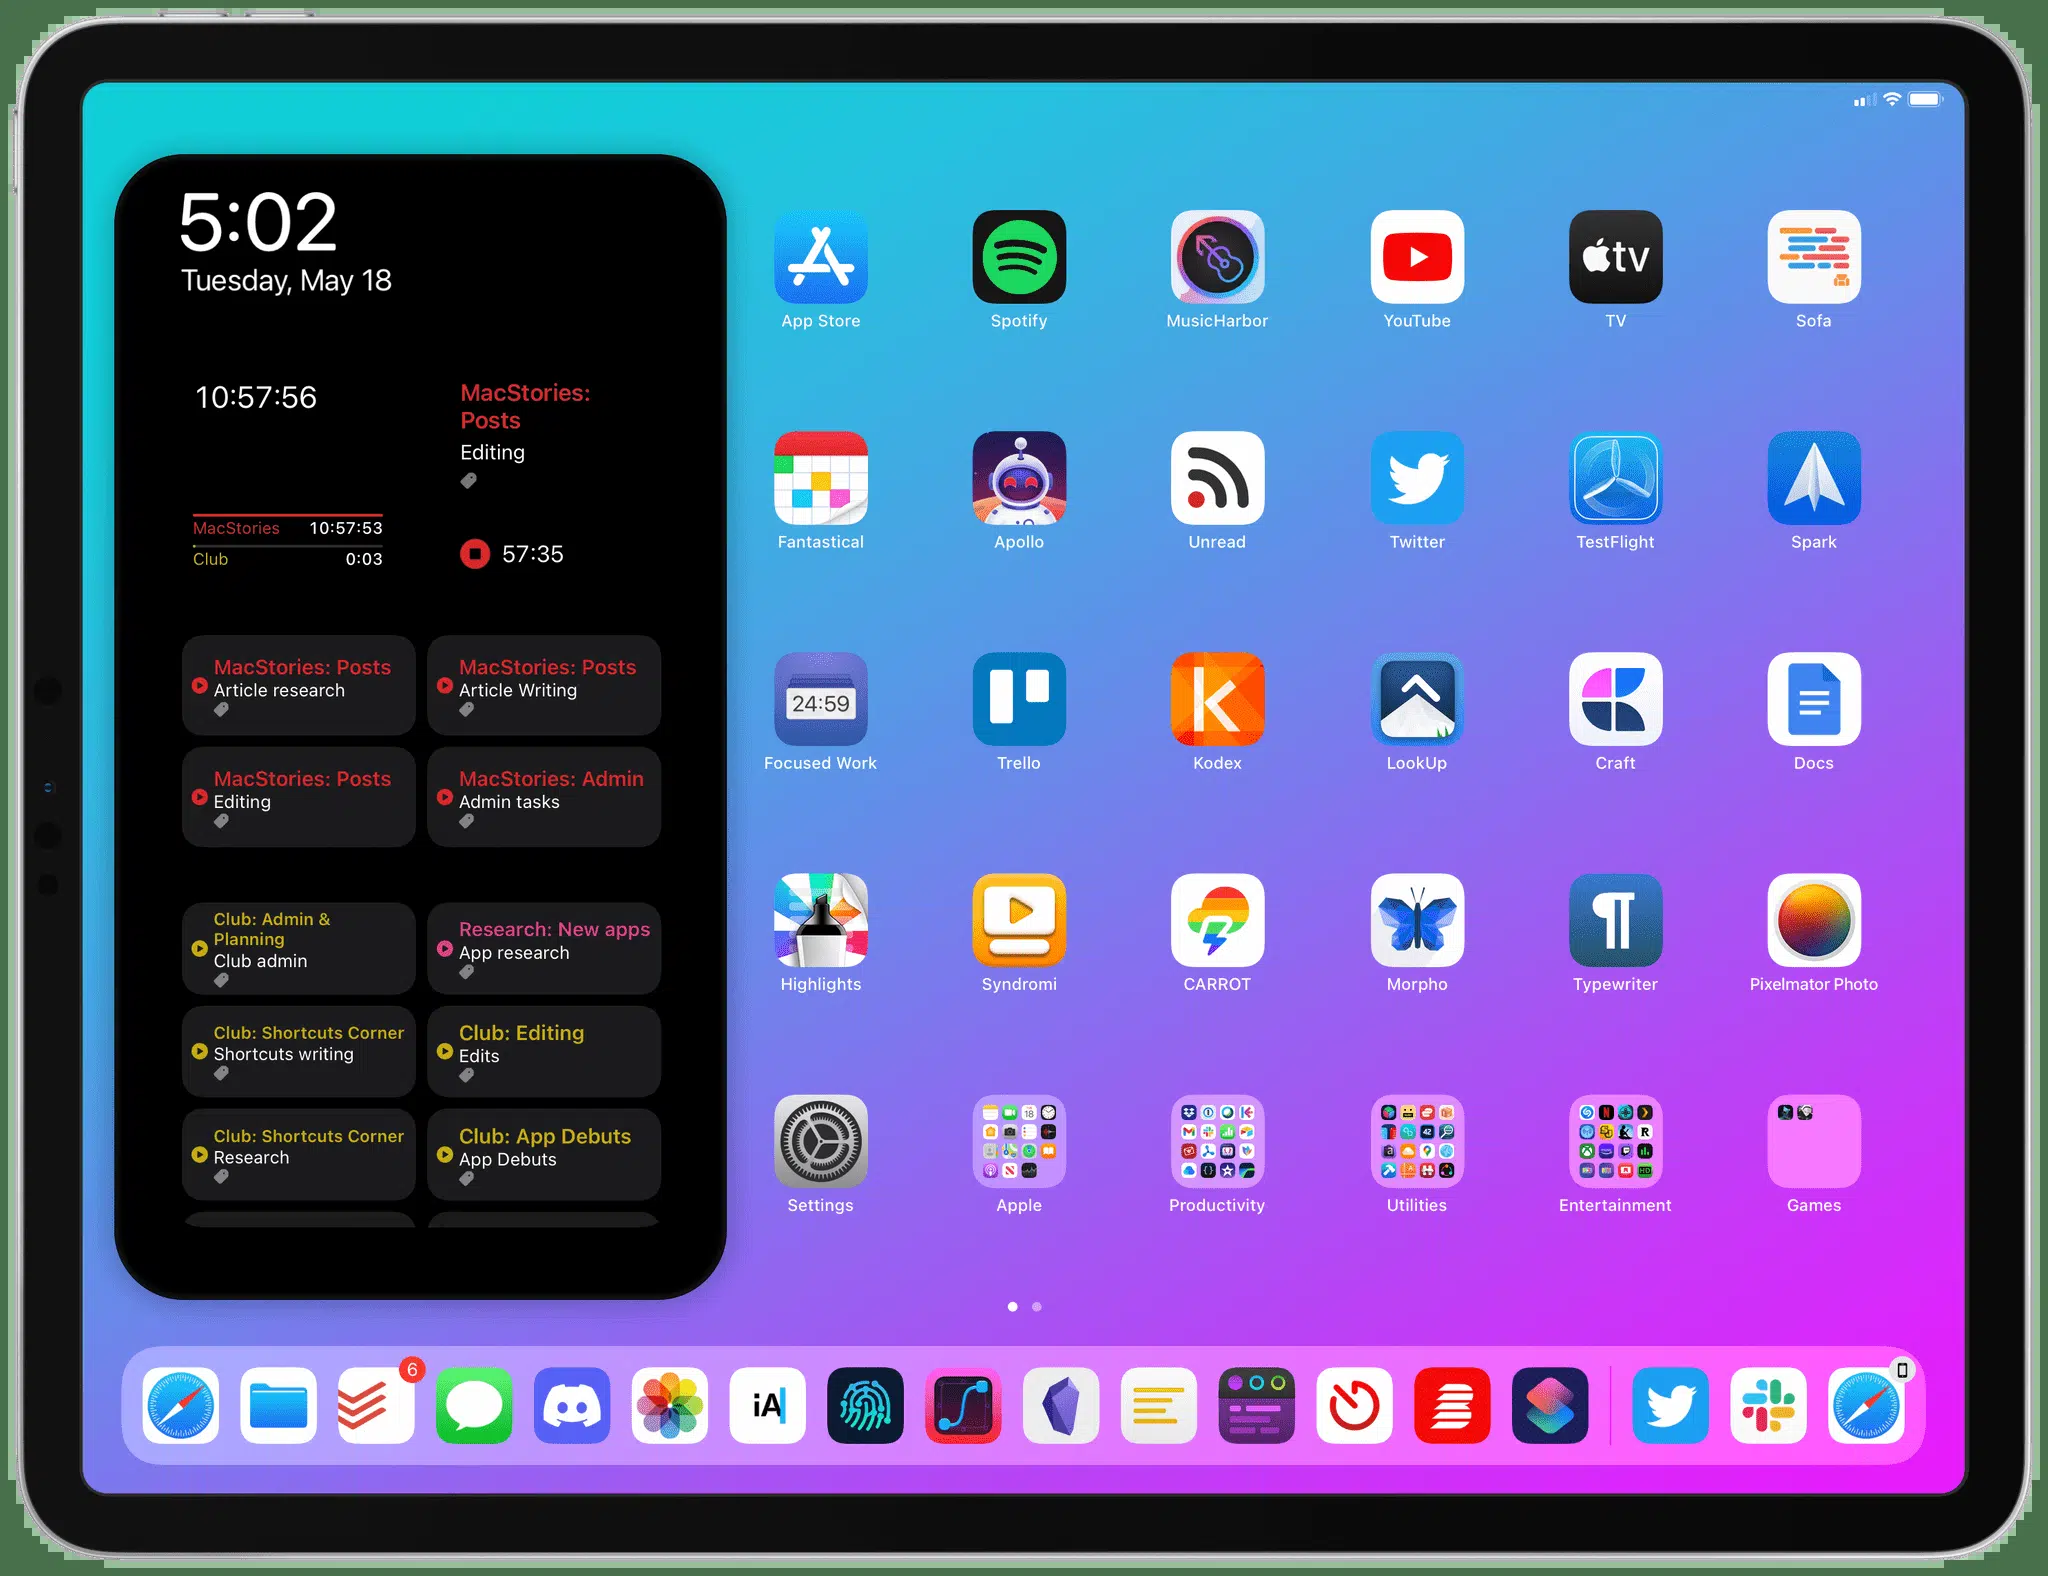 5:02
Tuesday, May 18
10:57:56
MacStories 10:57:53
Club 0:03
MacStories:
Posts
Editing
57:35
MacStories: Posts
Article research
MacStories: Posts
Article Writing
MacStories: Posts
Editing
MacStories: Admin
Admin tasks
Club: Admin &
Planning
Club admin
Research: New apps
App research
Club: Shortcuts Corner
Shortcuts writing
Club: Editing
Edits
Club: Shortcuts Corner
Research
Club: App Debuts
App Debuts
tv
App Store
Spotify
MusicHarbor
YouTube
TV
Sofa
Fantastical
Apollo
Unread
Twitter
TestFlight
Spark
24:59
Focused Work
Trello
Kodex
LookUp
Craft
Docs
Highlights
Syndromi
CARROT
Morpho
Typewriter
Pixelmator Photo
18
Settings
Apple
Productivity
Utilities
Entertainment
Games
6
iA